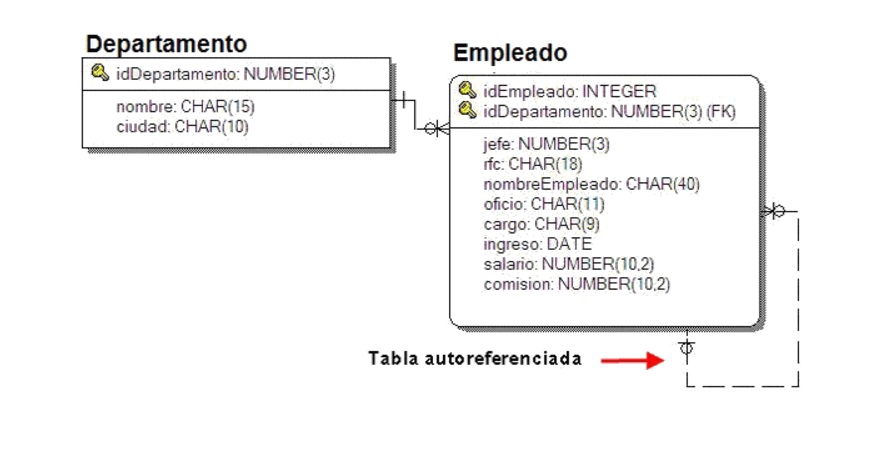 Departamento
idDepartamento: NUMBER(3)
nombre: CHAR(15)
ciudad: CHAR(10)
Empleado
idEmpleado: INTEGER
idDepartamento: NUMBER(3) (FK)
jefe: NUMBER(3)
rfc: CHAR(18)
nombreEmpleado: CHAR(40)
oficio: CHAR(11)
cargo: CHAR(9)
ingreso: DATE
salario: NUMBER(10,2)
comision: NUMBER(10,2)
Tabla autoreferenciada